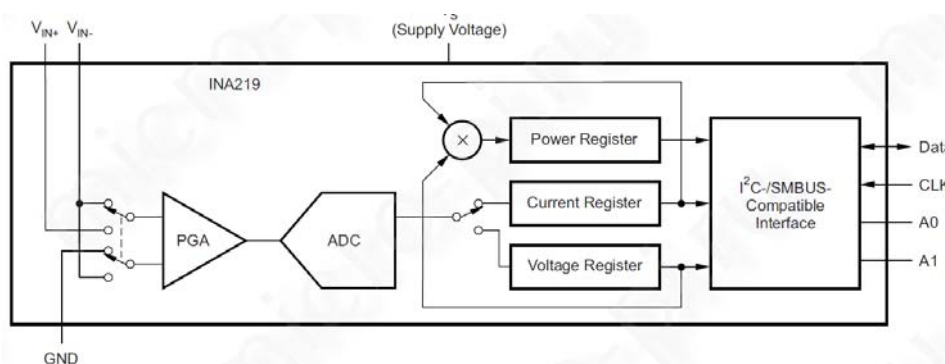 V_IN+ V_IN-
(Supply Voltage)
INA219
×
Power Register
Current Register
Voltage Register
PGA
ADC
I²C-/SMBUS-
Compatible
Interface
Data
CLK
A0
A1
GND